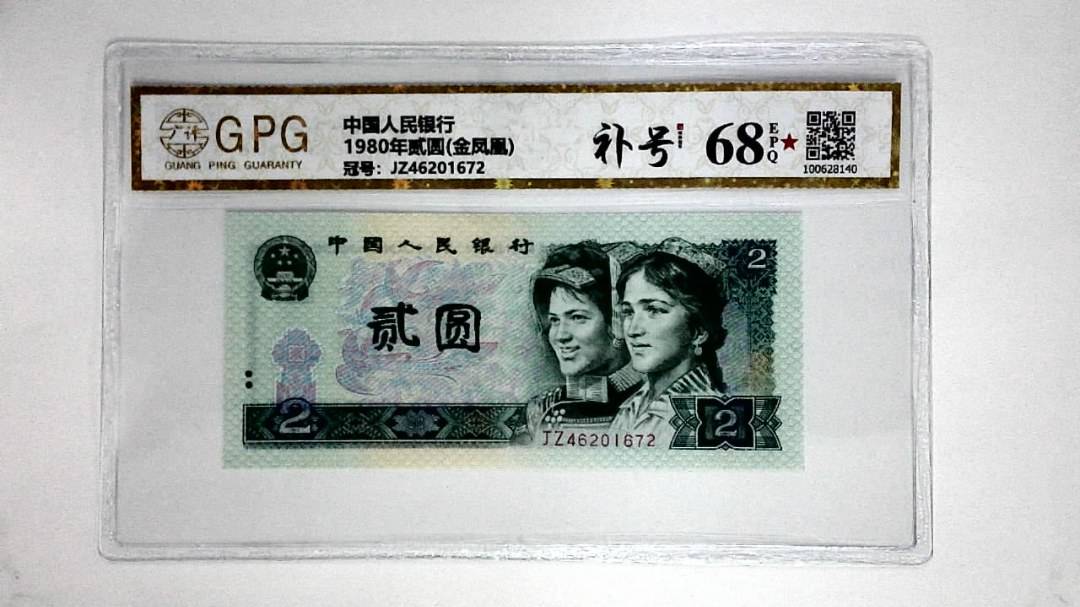 GPG
GUANG PING GUARANTY
中国人民银行
1980年贰圆(金凤凰)
冠号：JZ46201672
补号
68
EPQ
100628140
中国人民银行
2
贰圆
2
JZ46201672
2